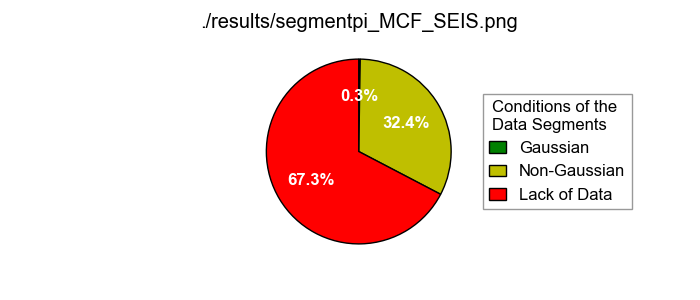 ./results/segmentpi_MCF_SEIS.png
0.3%
32.4%
67.3%
Conditions of the
Data Segments
Gaussian
Non-Gaussian
Lack of Data